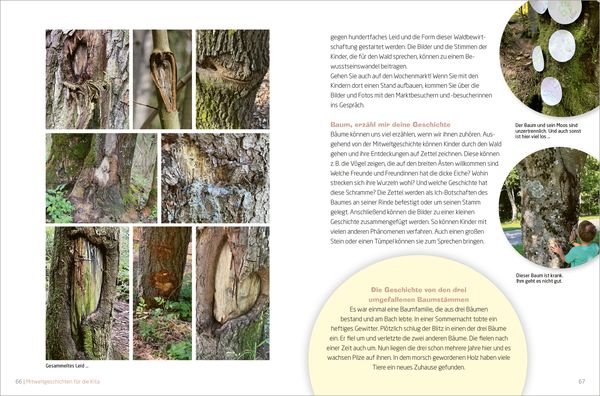 Gesammeltes Leid ...
66 | Mitweltgeschichten für die Kita
gegen hundertfaches Leid und die Form dieser Waldbewirt-
schaftung gestartet werden. Die Bilder und die Stimmen der
Kinder, die für den Wald sprechen, können zu einem Be-
wusstseinswandel beitragen.
Gehen Sie auch auf den Wochenmarkt! Wenn Sie mit den
Kindern dort einen Stand aufbauen, kommen Sie über die
Bilder und Fotos mit den Marktbesuchern und -besucherinnen
ins Gespräch.
Baum, erzähl mir deine Geschichte
Bäume können uns viel erzählen, wenn wir ihnen zuhören. Aus-
gehend von der Mitweltgeschichte können Kinder durch den Wald
gehen und ihre Entdeckungen auf Zettel zeichnen. Diese können
z. B. die Vögel zeigen, die auf den breiten Ästen willkommen sind.
Welche Freunde und Freundinnen hat die dicke Eiche? Wohin
strecken sich ihre Wurzeln wohl? Und welche Geschichte hat
diese Schramme? Die Zettel werden als Ich-Botschaften des
Baumes an seiner Rinde befestigt oder um seinen Stamm
gelegt. Anschließend können die Bilder zu einer kleinen
Geschichte zusammengefügt werden. So können Kinder mit
vielen anderen Phänomenen verfahren. Auch einen großen
Stein oder einen Tümpel können sie zum Sprechen bringen.
Die Geschichte von den drei
umgefallenen Baumstämmen
Es war einmal eine Baumfamilie, die aus drei Bäumen
bestand und am Bach lebte. In einer Sommernacht tobte ein
heftiges Gewitter. Plötzlich schlug der Blitz in einen der drei Bäume
ein. Er fiel um und verletzte die zwei anderen Bäume. Die fielen nach
einer Zeit auch um. Nun liegen die drei schon mehrere Jahre hier und es
wachsen Pilze auf ihnen. In dem morsch gewordenen Holz haben viele
Tiere ein neues Zuhause gefunden.
Der Baum und sein Moos sind
unzertrennlich. Und auch sonst
ist hier viel los ...
Dieser Baum ist krank.
Ihm geht es nicht gut.
67